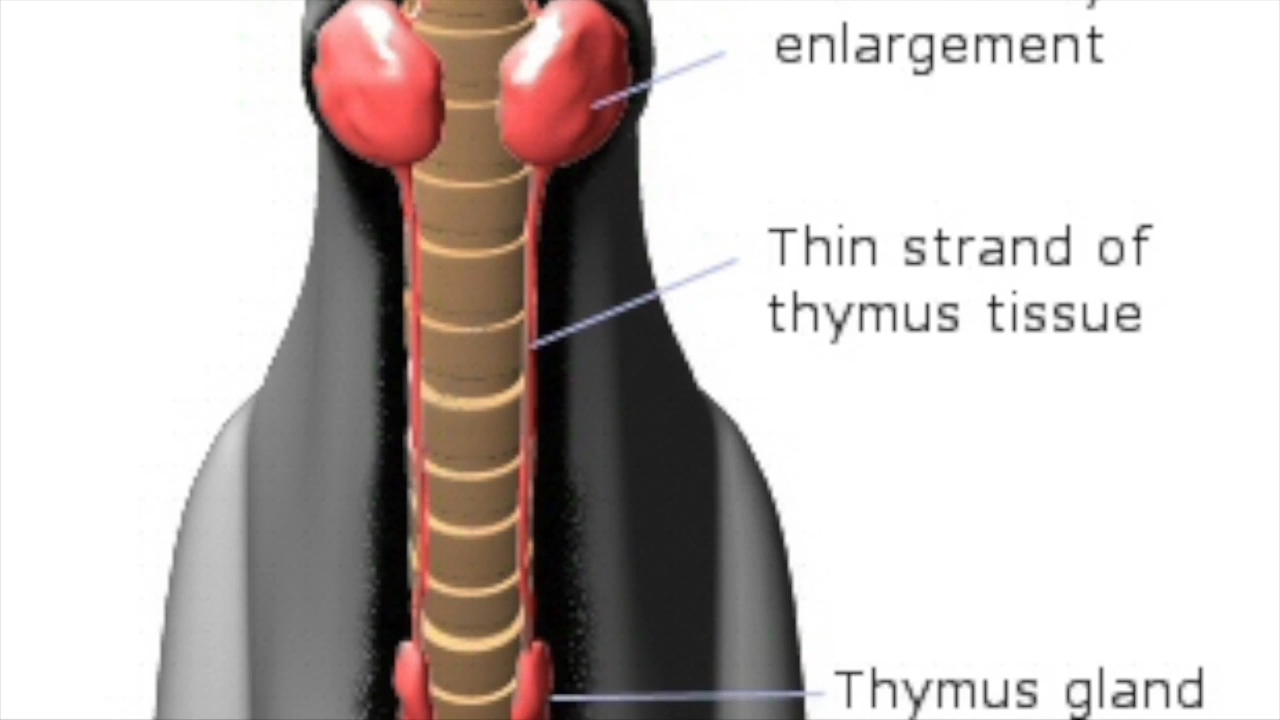 enlargement
Thin strand of
thymus tissue
Thymus gland